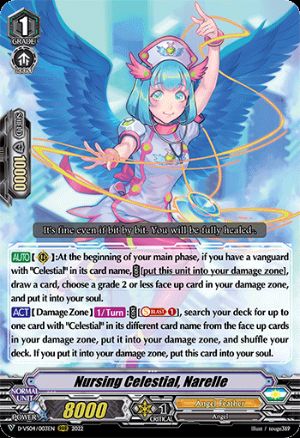 1
GRADE
10000
It's fine even if bit by bit. You will be fully healed.
AUTO [ ]:At the beginning of your main phase, if you have a vanguard
with "Celestial" in its card name, [put this unit into your damage zone],
draw a card, choose a grade 2 or less face up card in your damage zone,
and put it into your soul.
ACT [Damage Zone] 1/Turn : [BLAST 1], search your deck for up to
one card with "Celestial" in its different card name from the face up cards
in your damage zone, put it into your damage zone, and shuffle your
deck. If you put it into your damage zone, put this card into your soul.
NORMAL
UNIT
Nursing Celestial, Narelle
POWER
8000
1
CRITICAL
Angel Feather
Angel
D-VS04/003EN RRR 2022
Illust / touge369